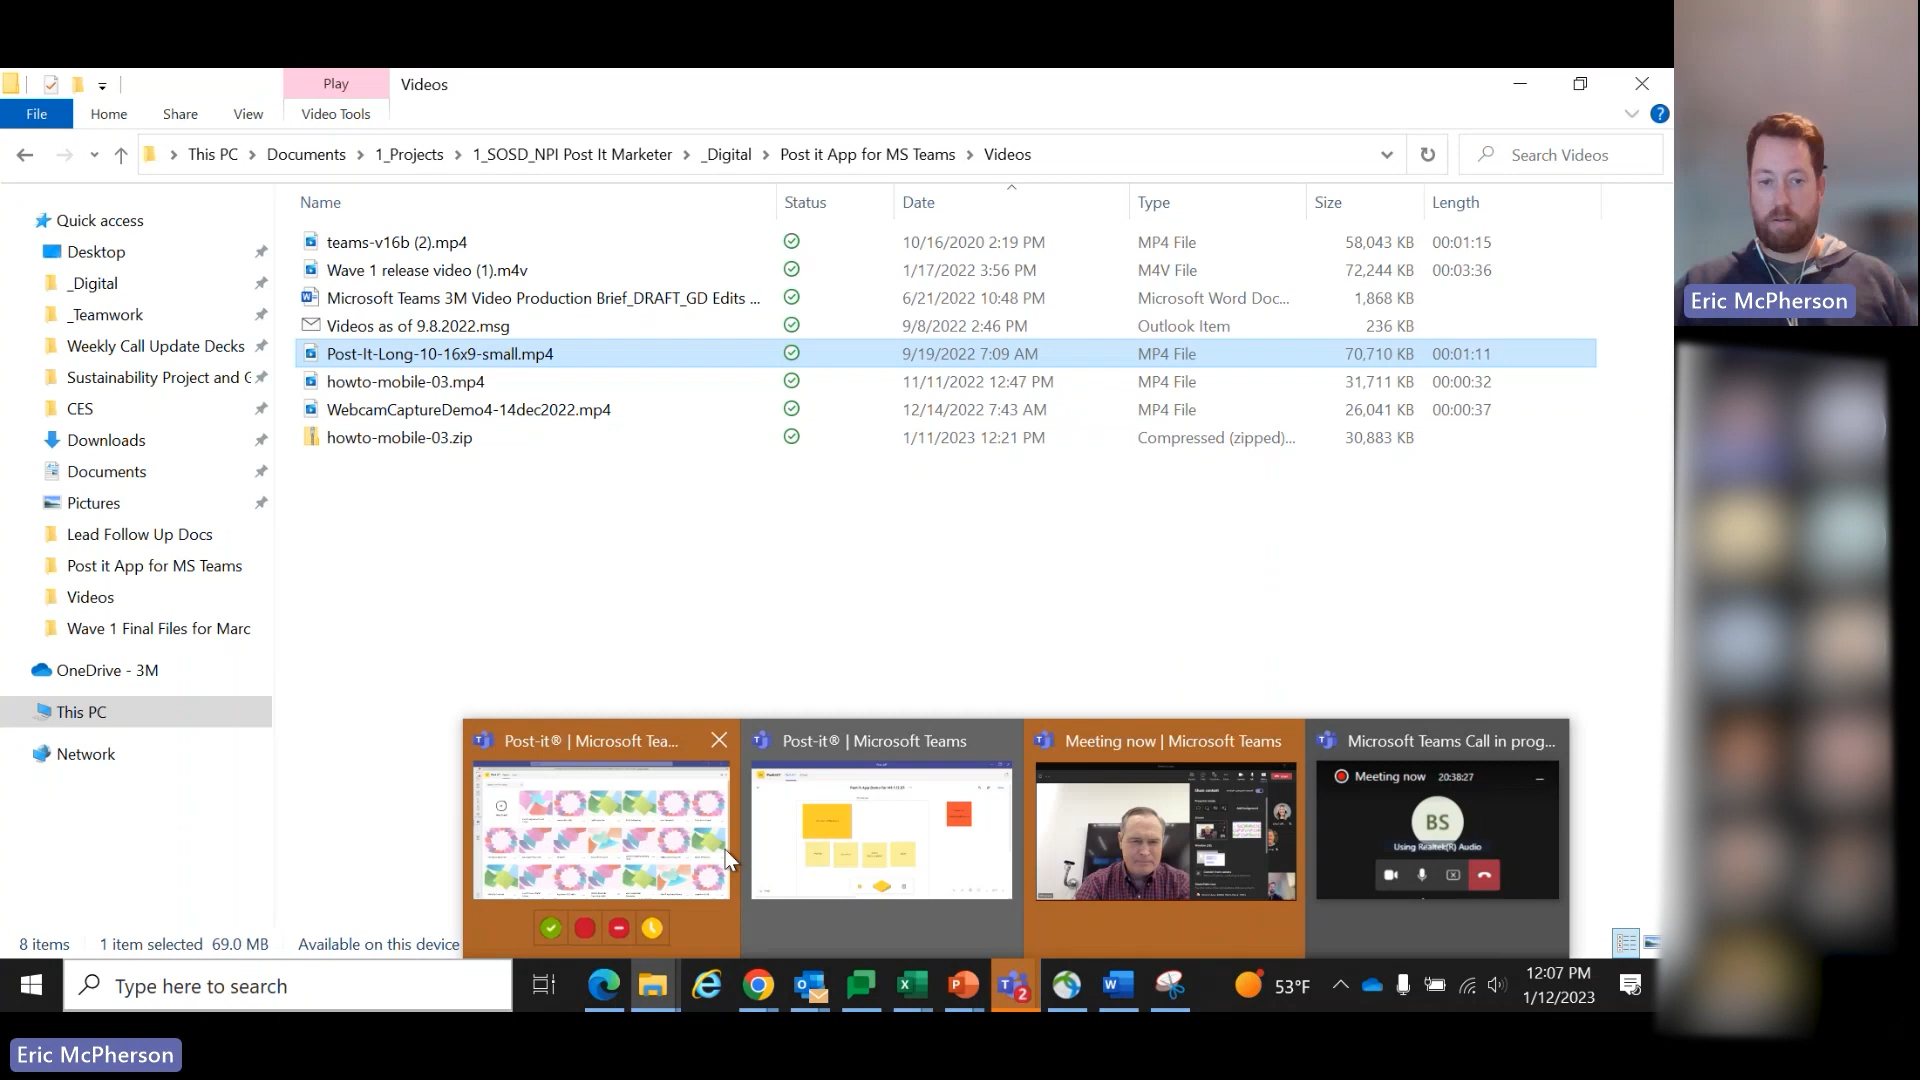 Play
Videos
File
Home
Share
View
Video Tools
This PC
Documents
1_Projects
1_SOSD_NPI Post It Marketer
_Digital
Post it App for MS Teams
Videos
Search Videos
Name
Status
Date
Type
Size
Length
teams-v16b (2).mp4
10/16/2020 2:19 PM
MP4 File
58,043 KB
00:01:15
Wave 1 release video (1).m4v
1/17/2022 3:56 PM
M4V File
72,244 KB
00:03:36
Microsoft Teams 3M Video Production Brief_DRAFT_GD Edits ...
6/21/2022 10:48 PM
Microsoft Word Doc...
1,868 KB
Videos as of 9.8.2022.msg
9/8/2022 2:46 PM
Outlook Item
236 KB
Post-It-Long-10-16x9-small.mp4
9/19/2022 7:09 AM
MP4 File
70,710 KB
00:01:11
howto-mobile-03.mp4
11/11/2022 12:47 PM
MP4 File
31,711 KB
00:00:32
WebcamCaptureDemo4-14dec2022.mp4
12/14/2022 7:43 AM
MP4 File
26,041 KB
00:00:37
howto-mobile-03.zip
1/11/2023 12:21 PM
Compressed (zipped)...
30,883 KB
Quick access
Desktop
_Digital
_Teamwork
Weekly Call Update Decks
Sustainability Project and G
CES
Downloads
Documents
Pictures
Lead Follow Up Docs
Post it App for MS Teams
Videos
Wave 1 Final Files for Marc
OneDrive - 3M
This PC
Network
Post-it® | Microsoft Tea...
Post-it® | Microsoft Teams
Meeting now | Microsoft Teams
Microsoft Teams Call in prog...
Meeting now 20:38:27
BS
Using Realtek(R) Audio
8 items
1 item selected 69.0 MB
Available on this device
Type here to search
2
53°F
12:07 PM
1/12/2023
Eric McPherson
Eric McPherson